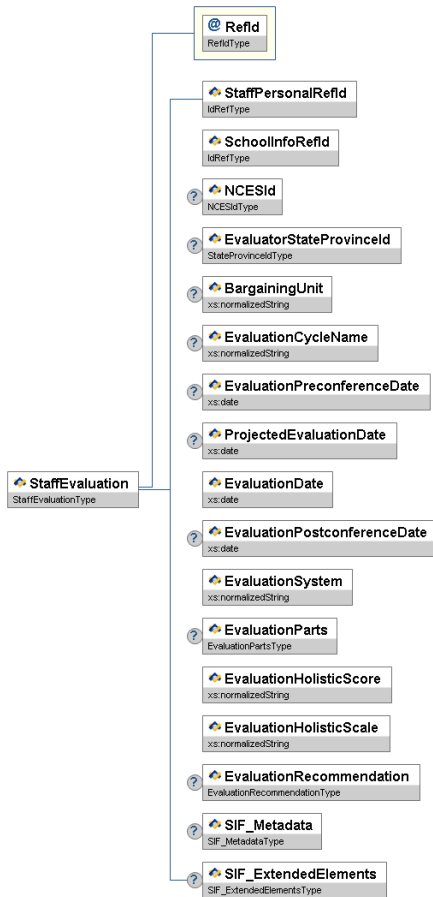 @ RefId
RefIdType
StaffPersonalRefId
IdRefType
SchoolInfoRefId
IdRefType
? NCESId
NCESIdType
? EvaluatorStateProvinceId
StateProvinceIdType
? BargainingUnit
xs:normalizedString
? EvaluationCycleName
xs:normalizedString
? EvaluationPreconferenceDate
xs:date
? ProjectedEvaluationDate
xs:date
StaffEvaluation
StaffEvaluationType
EvaluationDate
xs:date
? EvaluationPostconferenceDate
xs:date
EvaluationSystem
xs:normalizedString
? EvaluationParts
EvaluationPartsType
EvaluationHolisticScore
xs:normalizedString
EvaluationHolisticScale
xs:normalizedString
? EvaluationRecommendation
EvaluationRecommendationType
? SIF_Metadata
SIF_MetadataType
? SIF_ExtendedElements
SIF_ExtendedElementsType